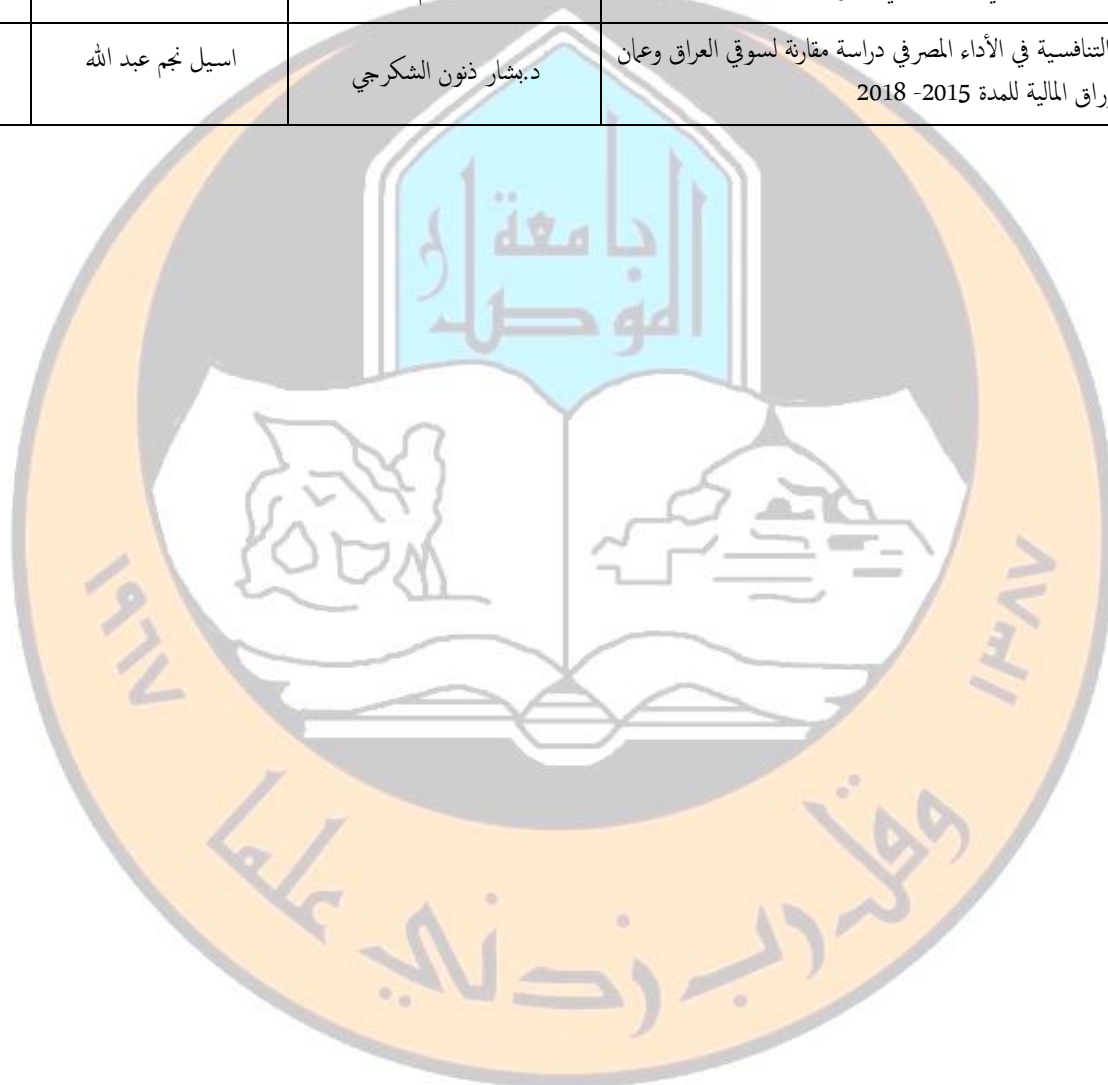 التنافسية في الأداء المصرفي دراسة مقارنة لسوقي العراق وعمان
المالية للمدة 2015- 2018
د.بشار ذنون الشكرجي
اسيل نجم عبد الله
جامعة
الموصل
١٩٦٧
١٣٨٧
وقل رب زدني علما